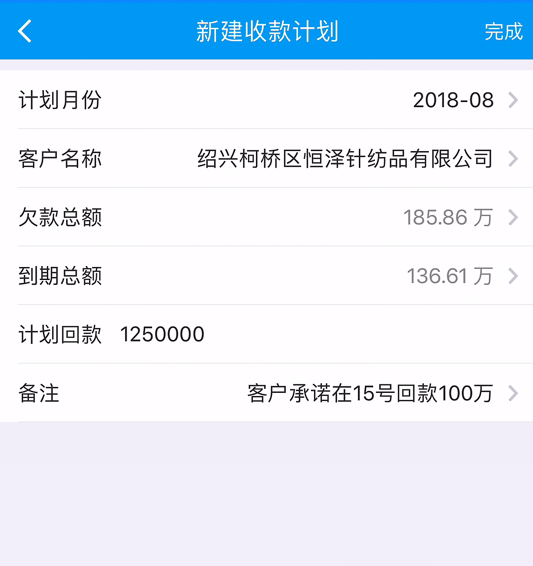 新建收款计划 完成
计划月份 2018-08
客户名称 绍兴柯桥区恒泽针纺品有限公司
欠款总额 185.86 万
到期总额 136.61 万
计划回款 1250000
备注 客户承诺在15号回款100万